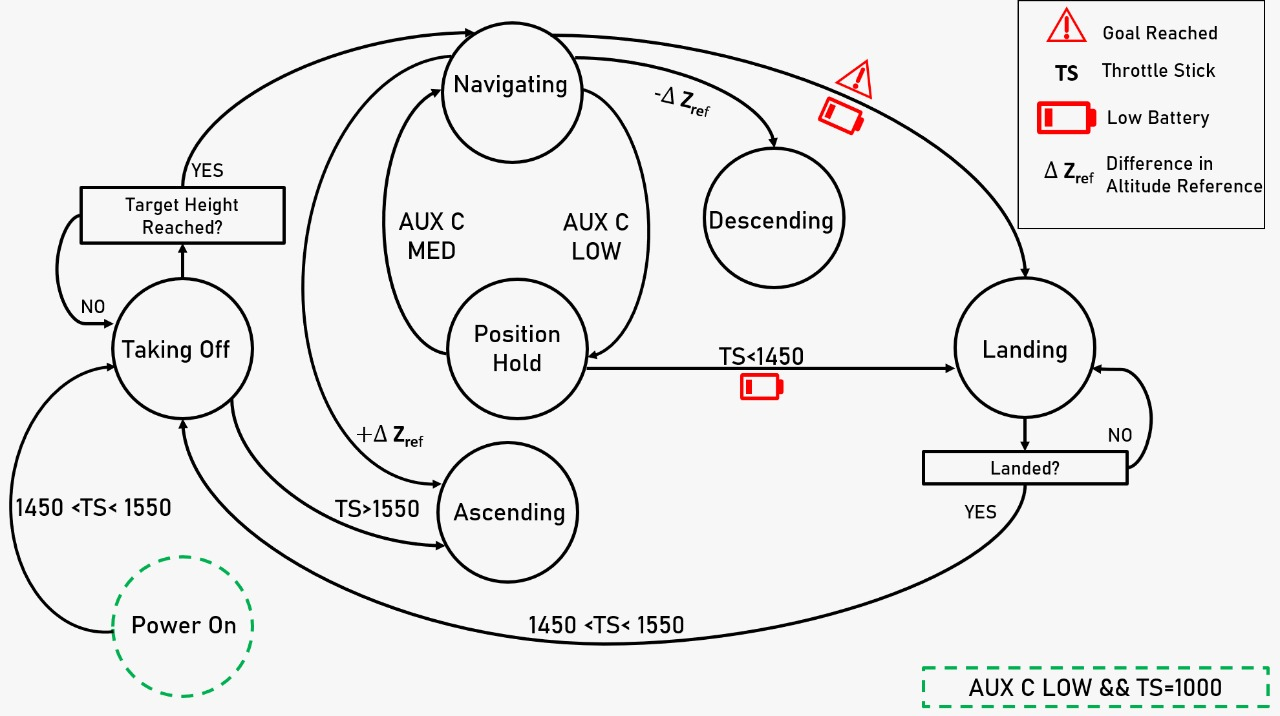 Goal Reached
TS Throttle Stick
Low Battery
Δ Zref Difference in
Altitude Reference
Navigating
-Δ Zref
YES
Target Height
Reached?
AUX C
MED
AUX C
LOW
Descending
NO
Taking Off
Position
Hold
TS<1450
Landing
+Δ Zref
NO
Landed?
1450 <TS< 1550
TS>1550
Ascending
YES
Power On
1450 <TS< 1550
AUX C LOW && TS=1000